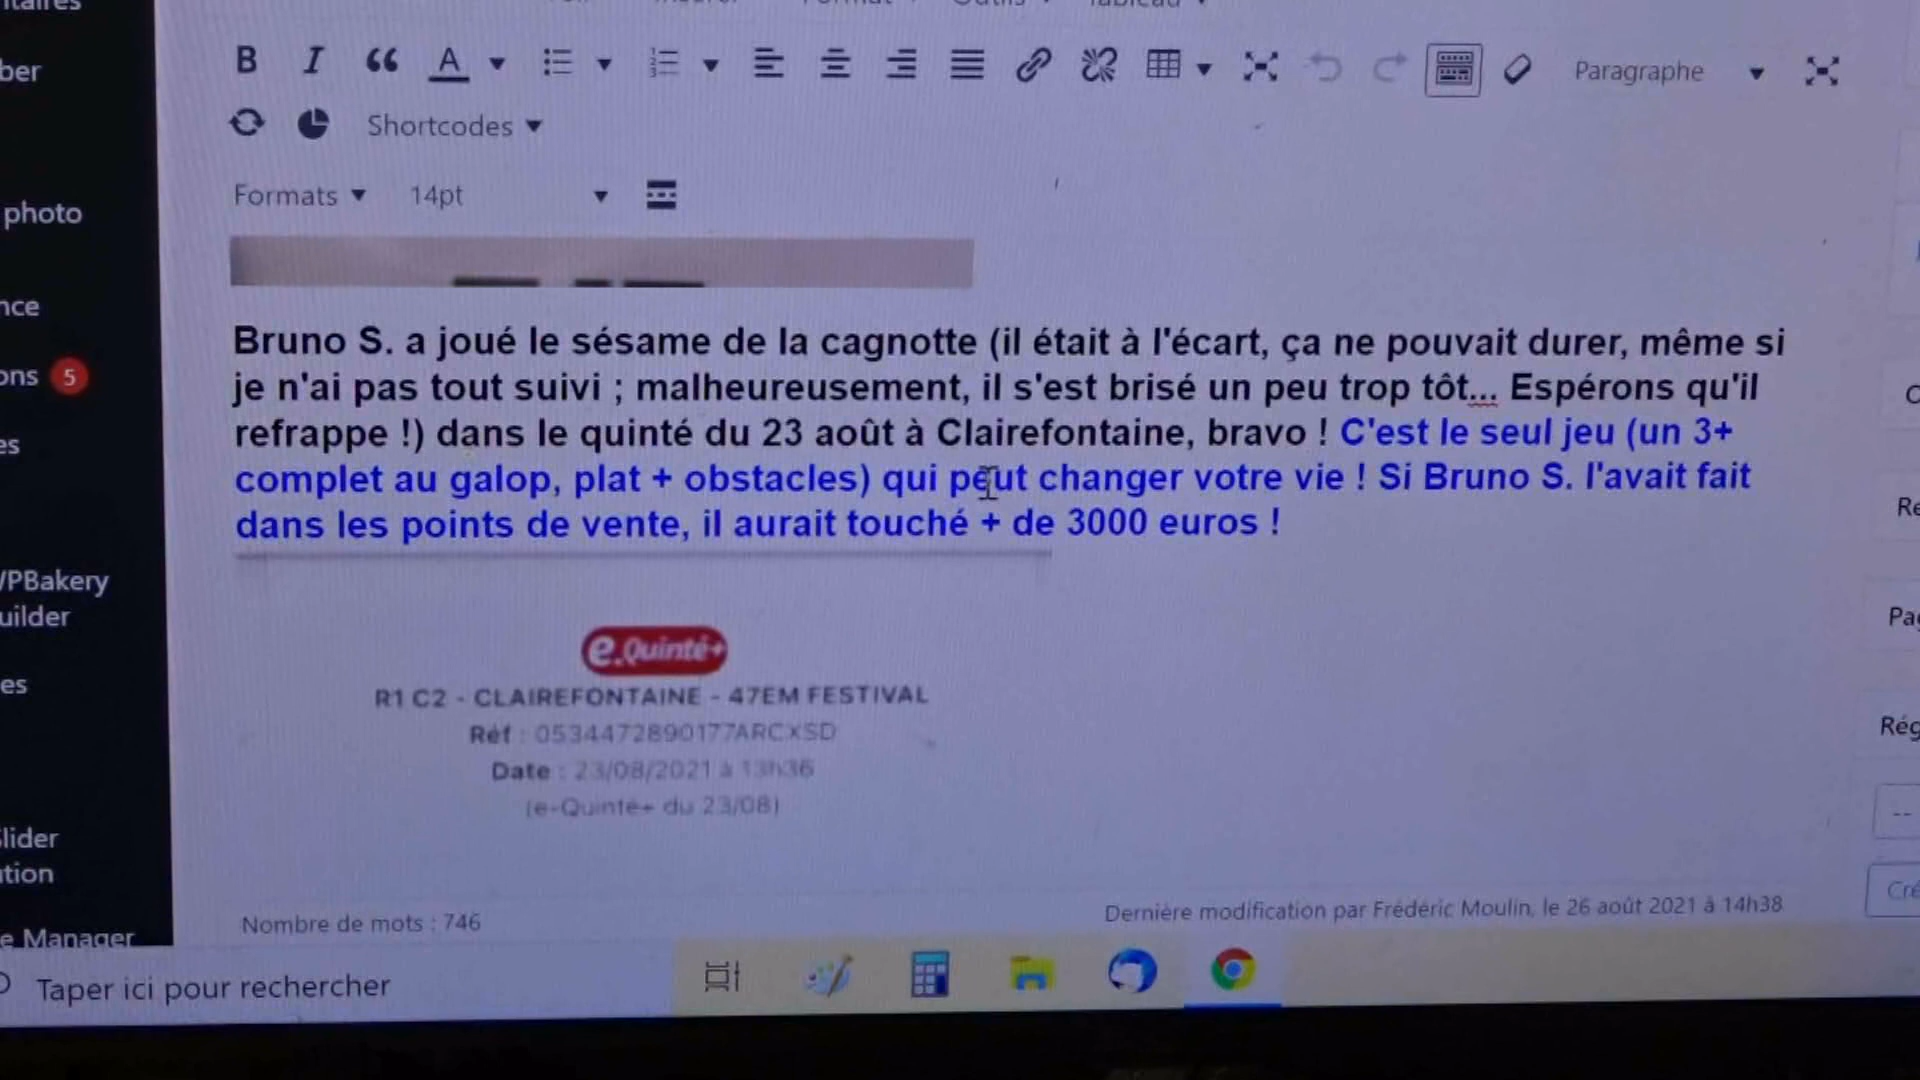 ber
photo
nce
ons 5
es
WPBakery
uilder
es
lider
tion
e Manager
B I A Paragraphe
Shortcodes
Formats 14pt
Bruno S. a joué le sésame de la cagnotte (il était à l'écart, ça ne pouvait durer, même si
je n'ai pas tout suivi ; malheureusement, il s'est brisé un peu trop tôt... Espérons qu'il
refrappe !) dans le quinté du 23 août à Clairefontaine, bravo ! C'est le seul jeu (un 3+
complet au galop, plat + obstacles) qui peut changer votre vie ! Si Bruno S. l'avait fait
dans les points de vente, il aurait touché + de 3000 euros !
e.Quinté+
R1 C2 - CLAIREFONTAINE - 47EM FESTIVAL
Réf : 0534472890177ARCXSD
Date : 23/08/2021 à 13h36
(e-Quinté+ du 23/08)
Nombre de mots : 746
Dernière modification par Frédéric Moulin, le 26 août 2021 à 14h38
Re
Pag
Rég
--
Cré
Taper ici pour rechercher